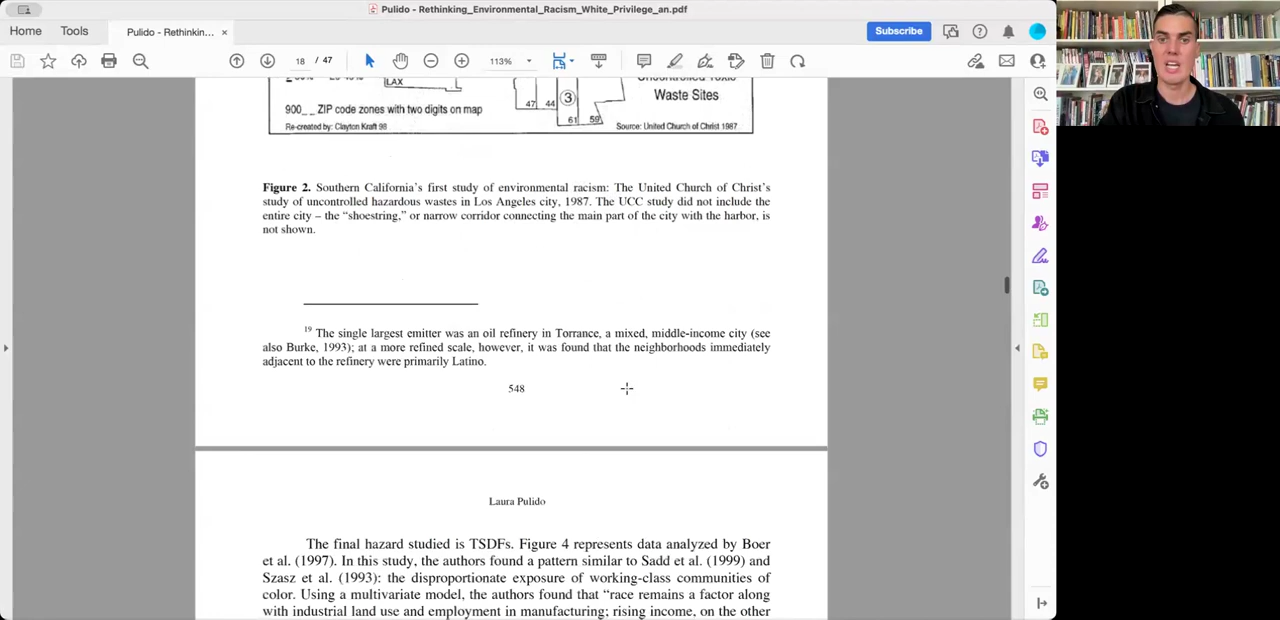 Pulido - Rethinking_Environmental_Racism_White_Privilege_an.pdf
Home
Tools
Pulido - Rethinkin...
×
Subscribe
18 / 47
113%
LAX
3
47 44
61 59
Waste Sites
900_ _ ZIP code zones with two digits on map
Re-created by: Clayton Kraft 98
Source: United Church of Christ 1987
Figure 2. Southern California's first study of environmental racism: The United Church of Christ's
study of uncontrolled hazardous wastes in Los Angeles city, 1987. The UCC study did not include the
entire city – the "shoestring," or narrow corridor connecting the main part of the city with the harbor, is
not shown.
19 The single largest emitter was an oil refinery in Torrance, a mixed, middle-income city (see
also Burke, 1993); at a more refined scale, however, it was found that the neighborhoods immediately
adjacent to the refinery were primarily Latino.
548
Laura Pulido
The final hazard studied is TSDFs. Figure 4 represents data analyzed by Boer
et al. (1997). In this study, the authors found a pattern similar to Sadd et al. (1999) and
Szasz et al. (1993): the disproportionate exposure of working-class communities of
color. Using a multivariate model, the authors found that "race remains a factor along
with industrial land use and employment in manufacturing; rising income, on the other